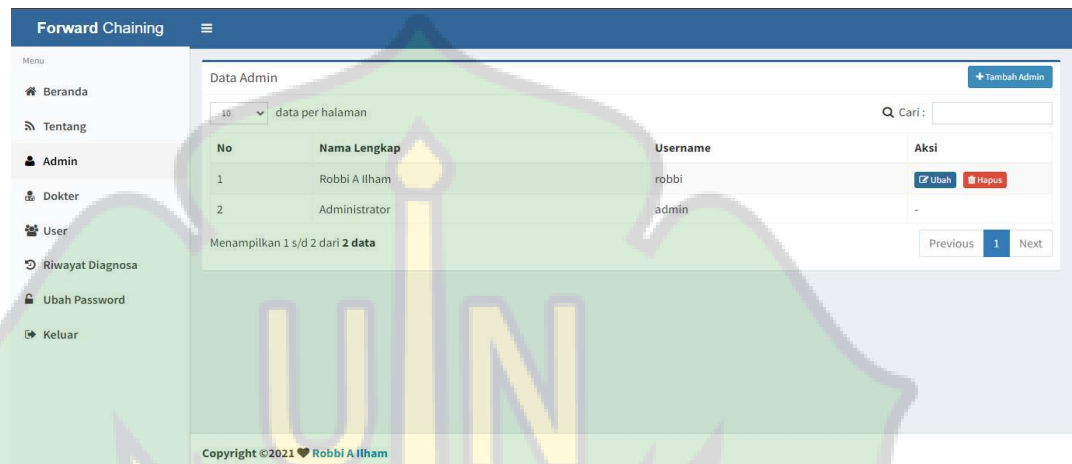 Forward Chaining
Menu
Beranda
Tentang
Admin
Dokter
User
Riwayat Diagnosa
Ubah Password
Keluar
Data Admin
+Tambah Admin
10 data per halaman
Cari :
No Nama Lengkap Username Aksi
1 Robbi A Ilham robbi Ubah Hapus
2 Administrator admin -
Menampilkan 1 s/d 2 dari 2 data
Previous 1 Next
Copyright ©2021 Robbi A Ilham
UIN